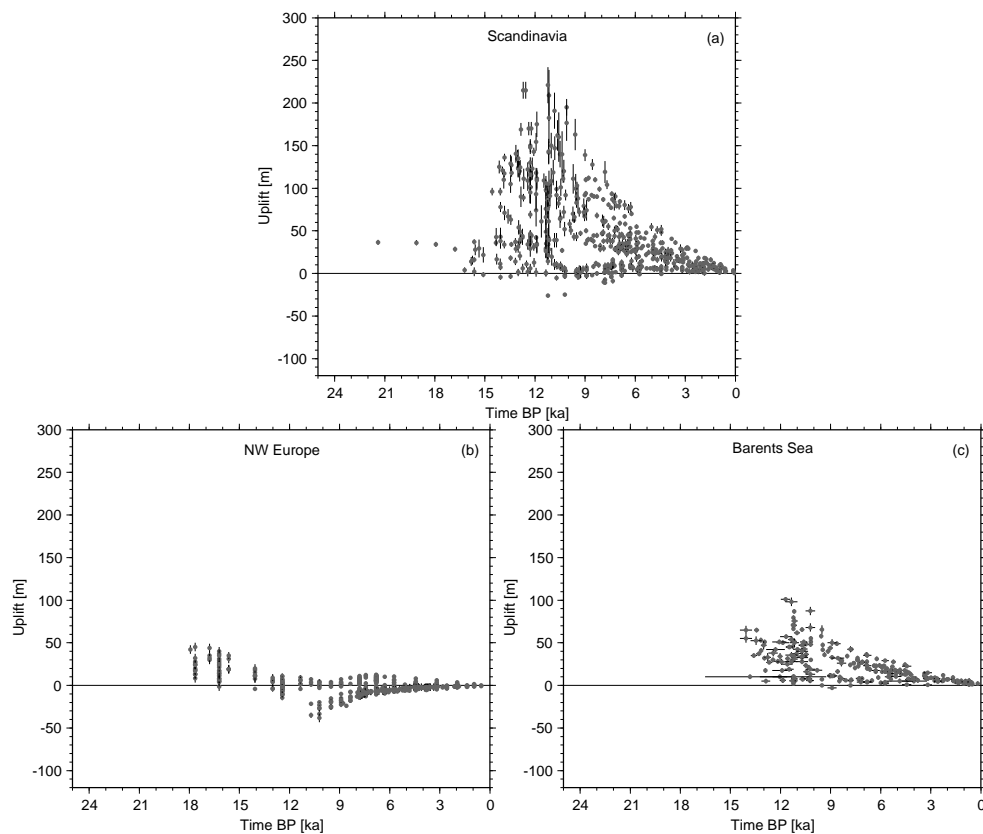 300
Scandinavia (a)
250
200
150
100
50
0
-50
-100
Uplift [m]
24 21 18 15 12 9 6 3 0
Time BP [ka]
300
NW Europe (b)
250
200
150
100
50
0
-50
-100
Uplift [m]
24 21 18 15 12 9 6 3 0
Time BP [ka]
300
Barents Sea (c)
250
200
150
100
50
0
-50
-100
Uplift [m]
24 21 18 15 12 9 6 3 0
Time BP [ka]